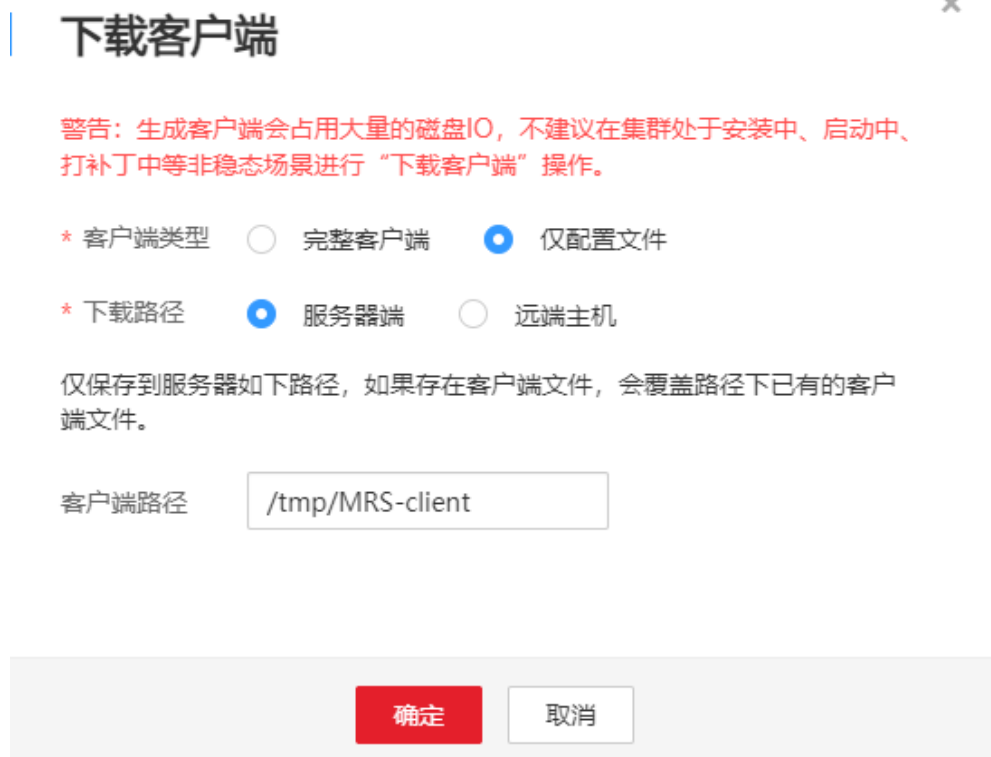 下载客户端
警告：生成客户端会占用大量的磁盘IO，不建议在集群处于安装中、启动中、
打补丁中等非稳态场景进行“下载客户端”操作。
* 客户端类型 完整客户端 仅配置文件
* 下载路径 服务器端 远端主机
仅保存到服务器如下路径，如果存在客户端文件，会覆盖路径下已有的客户
端文件。
客户端路径 /tmp/MRS-client
确定 取消